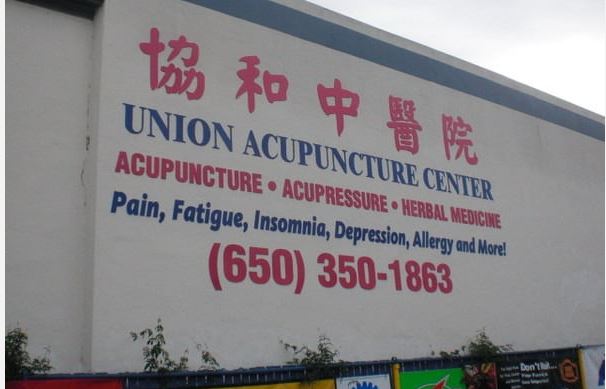 協和中醫院
UNION ACUPUNCTURE CENTER
ACUPUNCTURE • ACUPRESSURE • HERBAL MEDICINE
Pain, Fatigue, Insomnia, Depression, Allergy and More!
(650) 350-1863
Don't